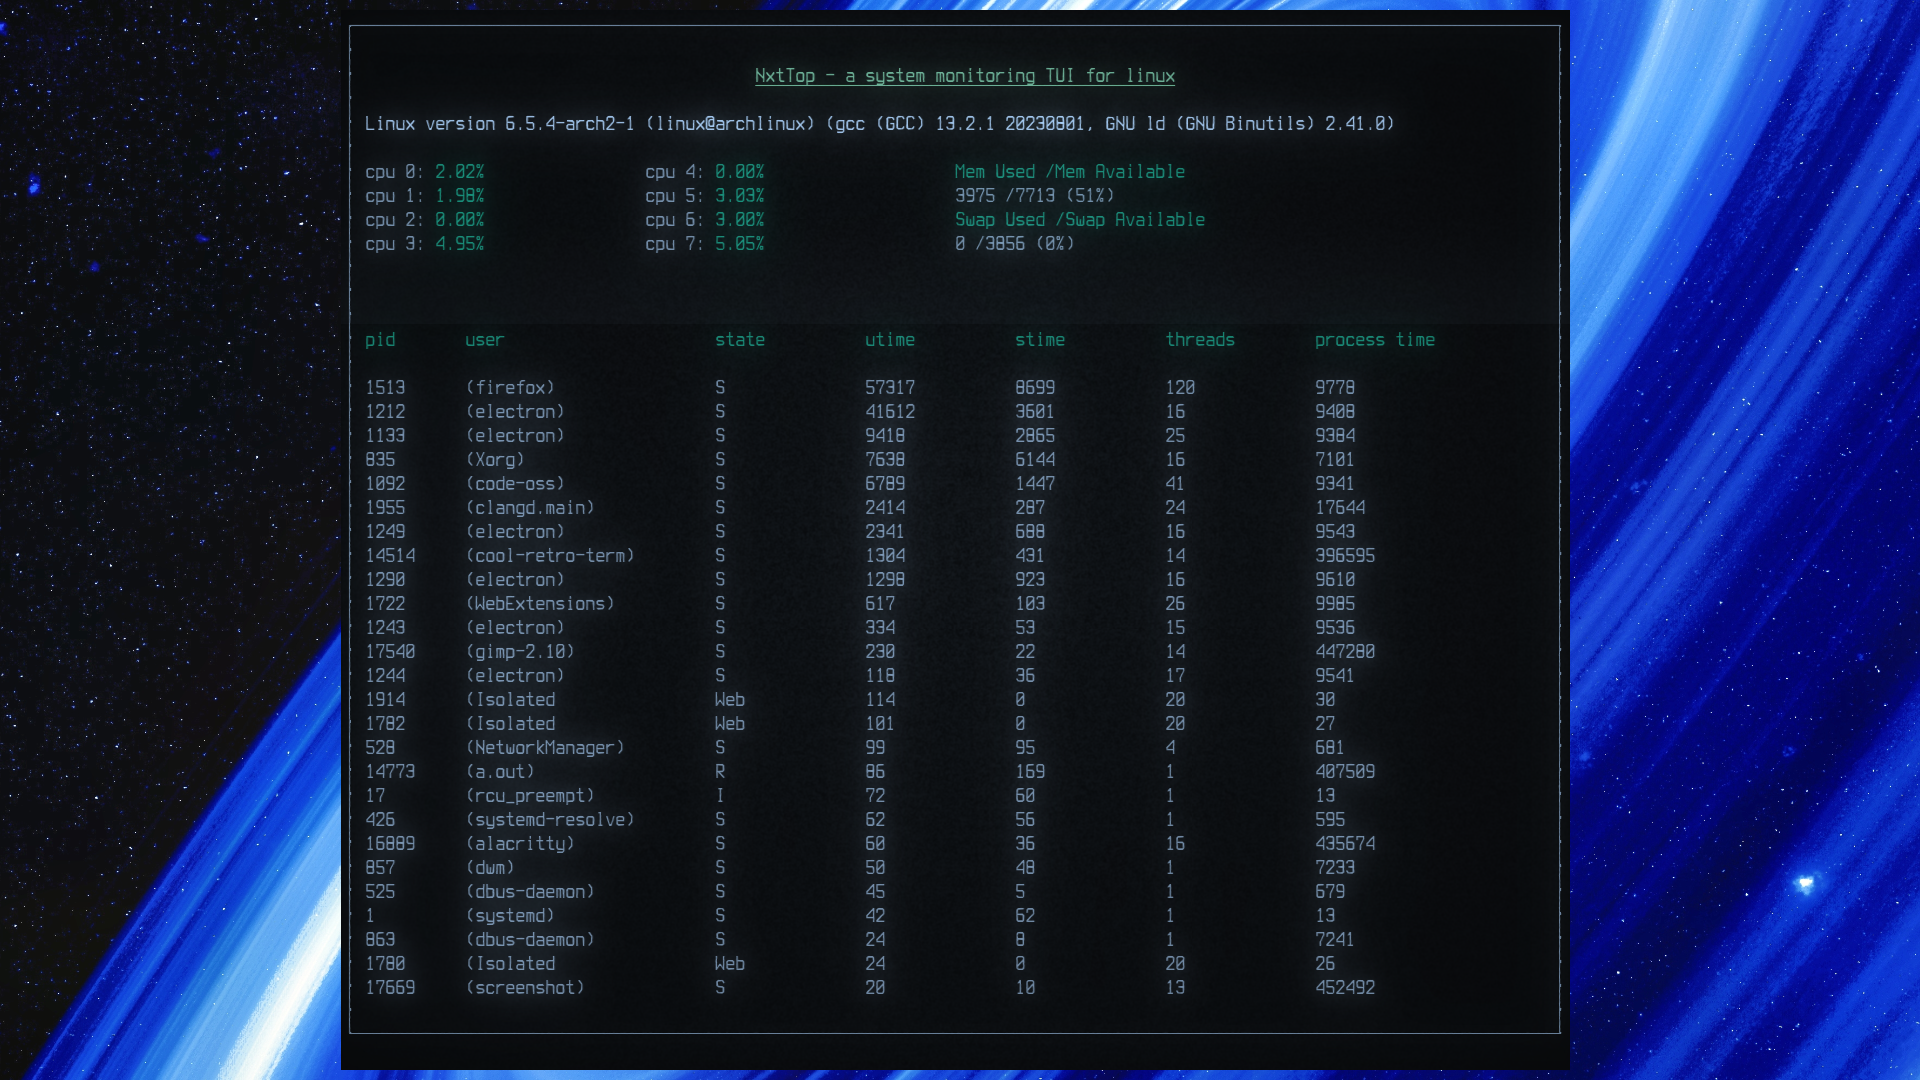 NxtTop - a system monitoring TUI for linux
Linux version 6.5.4-arch2-1 (linux@archlinux) (gcc (GCC) 13.2.1 20230801, GNU ld (GNU Binutils) 2.41.0)
cpu 0: 2.02% cpu 4: 0.00% Mem Used /Mem Available
cpu 1: 1.98% cpu 5: 3.03% 3975 /7713 (51%)
cpu 2: 0.00% cpu 6: 3.00% Swap Used /Swap Available
cpu 3: 4.95% cpu 7: 5.05% 0 /3856 (0%)
pid user state utime stime threads process time
1513 (firefox) S 57317 8699 120 9778
1212 (electron) S 41612 3601 16 9408
1133 (electron) S 9418 2865 25 9384
835 (Xorg) S 7638 6144 16 7101
1092 (code-oss) S 6789 1447 41 9341
1955 (clangd.main) S 2414 287 24 17644
1249 (electron) S 2341 688 16 9543
14514 (cool-retro-term) S 1304 431 14 396595
1290 (electron) S 1298 923 16 9610
1722 (WebExtensions) S 617 103 26 9985
1243 (electron) S 334 53 15 9536
17540 (gimp-2.10) S 230 22 14 447280
1244 (electron) S 118 36 17 9541
1914 (Isolated Web 114 0 20 30
1782 (Isolated Web 101 0 20 27
528 (NetworkManager) S 99 95 4 681
14773 (a.out) R 86 169 1 407509
17 (rcu_preempt) I 72 60 1 13
426 (systemd-resolve) S 62 56 1 595
16889 (alacritty) S 60 36 16 435674
857 (dwm) S 50 48 1 7233
525 (dbus-daemon) S 45 5 1 679
1 (systemd) S 42 62 1 13
863 (dbus-daemon) S 24 8 1 7241
1780 (Isolated Web 24 0 20 26
17669 (screenshot) S 20 10 13 452492